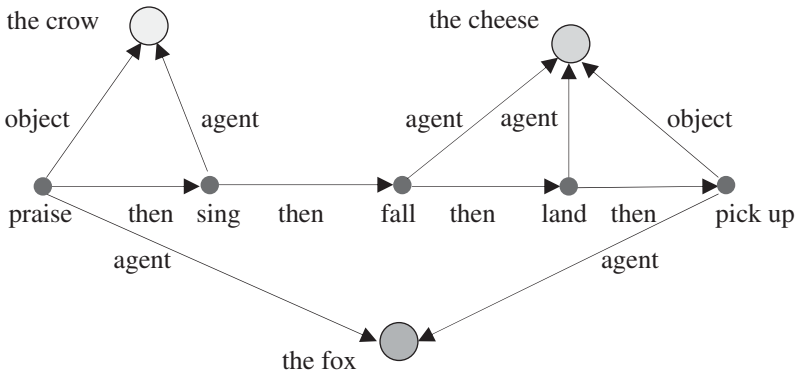 the crow
the cheese
object
agent
agent
agent
object
praise
then
sing
then
fall
then
land
then
pick up
agent
agent
the fox